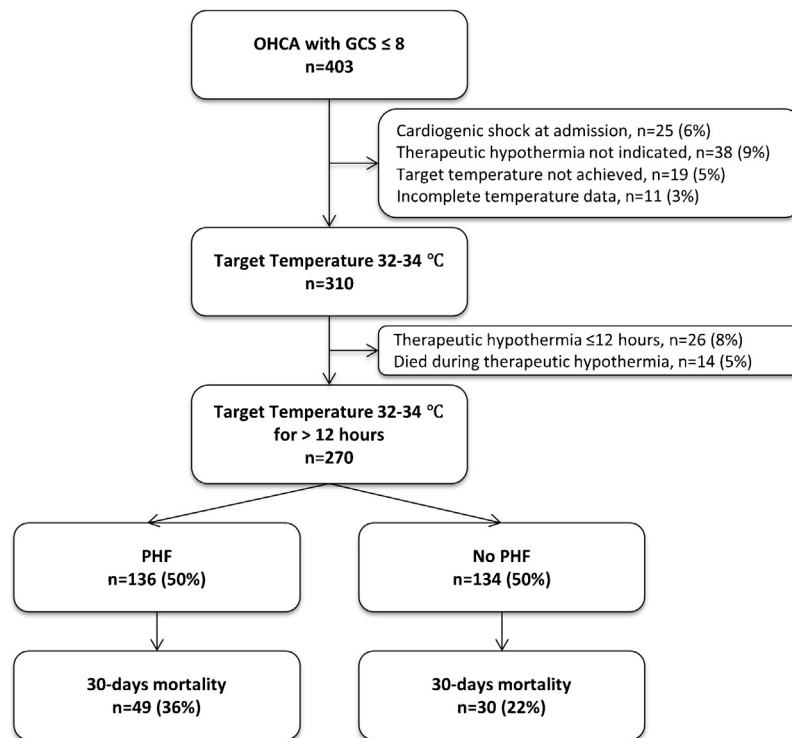 OHCA with GCS ≤ 8
n=403
Cardiogenic shock at admission, n=25 (6%)
Therapeutic hypothermia not indicated, n=38 (9%)
Target temperature not achieved, n=19 (5%)
Incomplete temperature data, n=11 (3%)
Target Temperature 32-34 ℃
n=310
Therapeutic hypothermia ≤12 hours, n=26 (8%)
Died during therapeutic hypothermia, n=14 (5%)
Target Temperature 32-34 ℃
for > 12 hours
n=270
PHF
n=136 (50%)
No PHF
n=134 (50%)
30-days mortality
n=49 (36%)
30-days mortality
n=30 (22%)